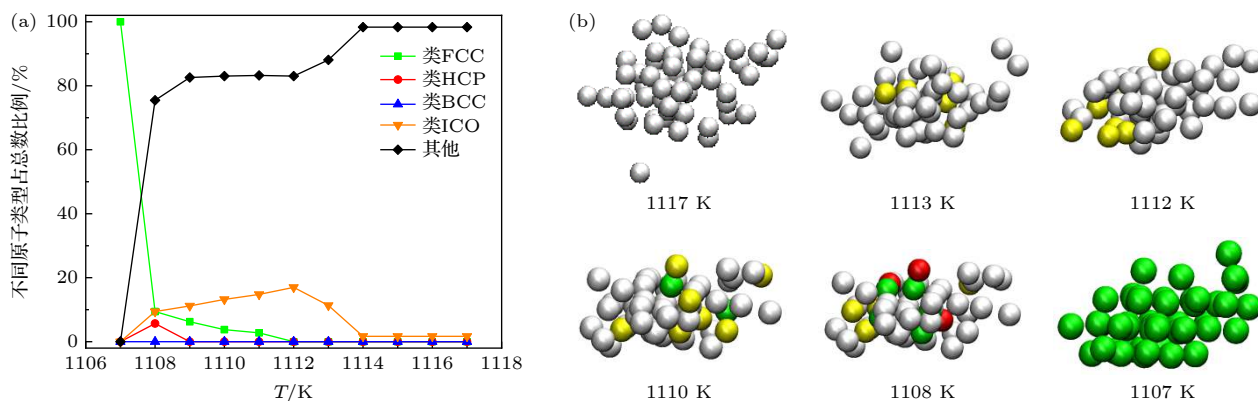 (a)
不同原子类型占总数比例/%
100
80
60
40
20
0
类FCC
类HCP
类BCC
类ICO
其他
1106
1108
1110
1112
1114
1116
1118
T/K
(b)
1117 K
1113 K
1112 K
1110 K
1108 K
1107 K